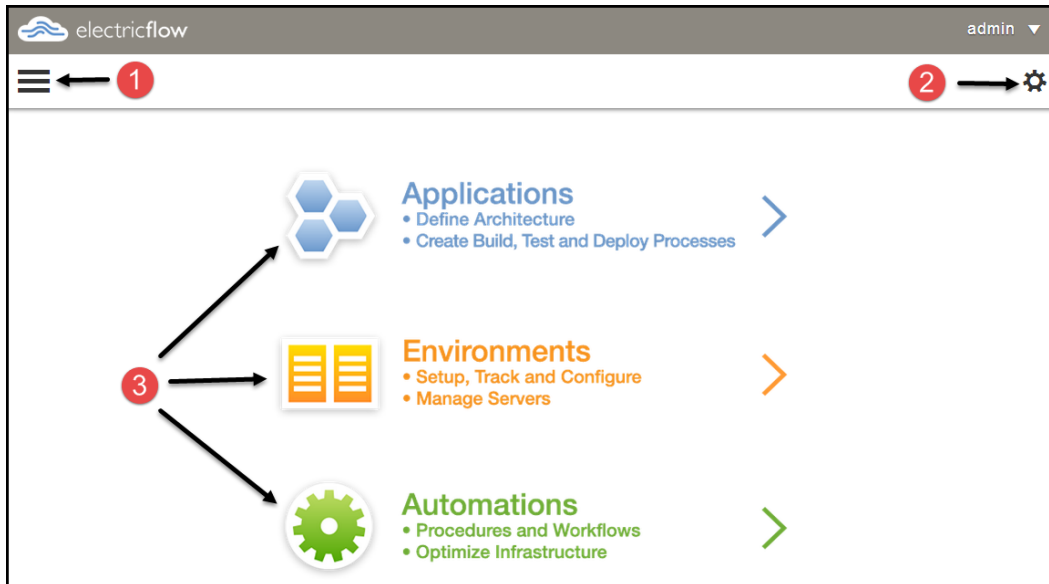 electricflow
admin ▼
1
2
Applications
• Define Architecture
• Create Build, Test and Deploy Processes
3
Environments
• Setup, Track and Configure
• Manage Servers
Automations
• Procedures and Workflows
• Optimize Infrastructure